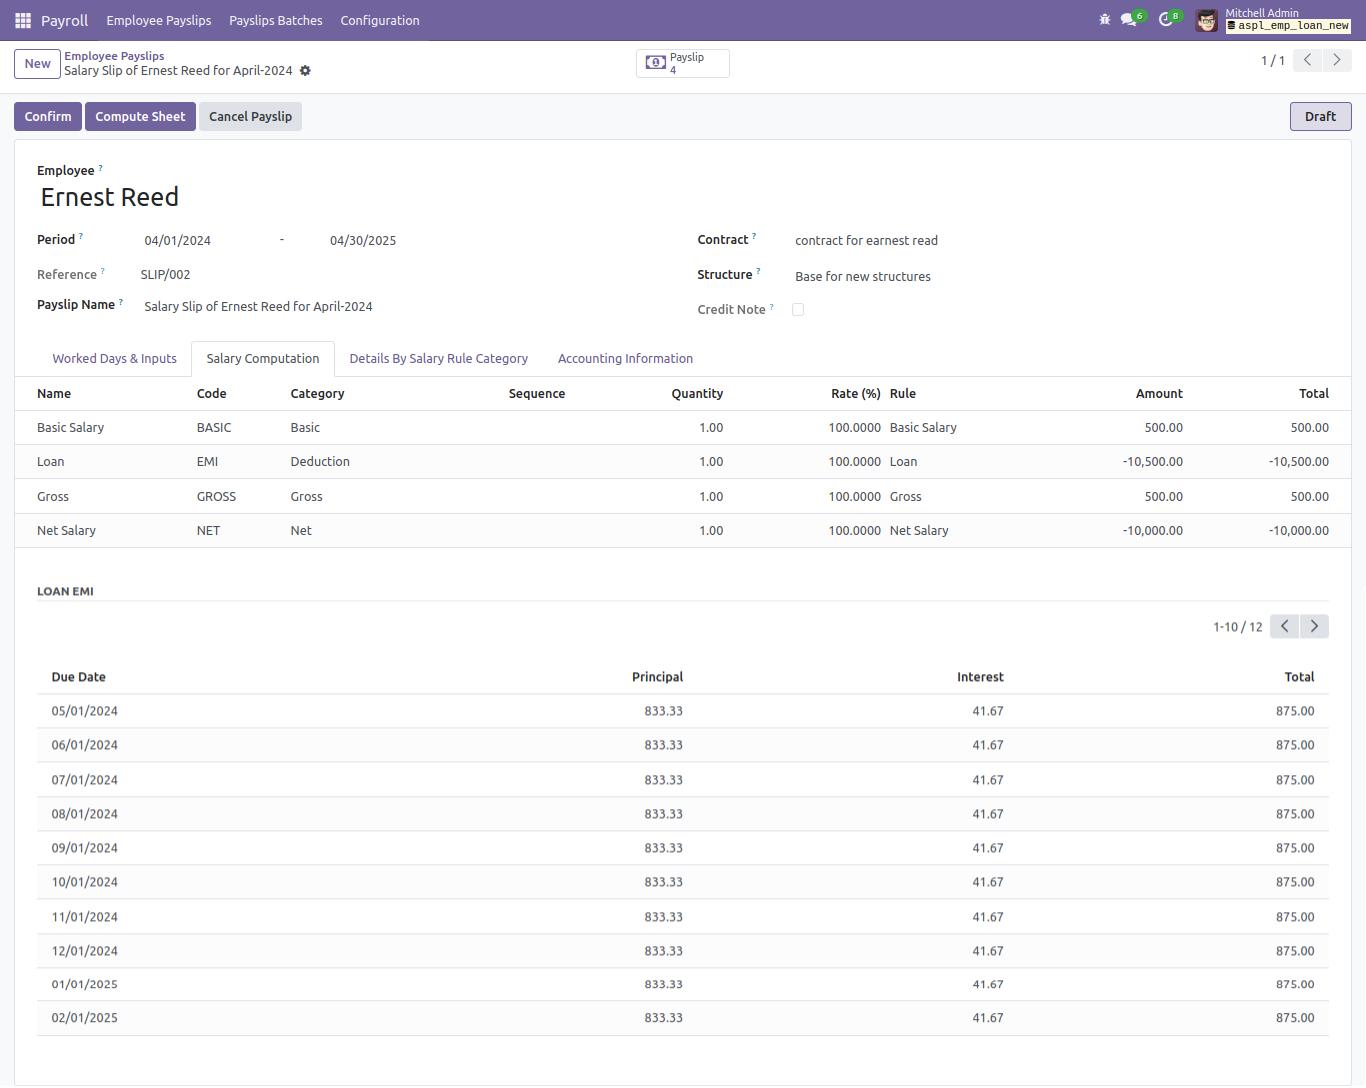 Payroll Employee Payslips Payslips Batches Configuration 6 8 Mitchell Admin
aspl_emp_loan_new
New Employee Payslips
Salary Slip of Ernest Reed for April-2024
Payslip
4
1 / 1
Confirm Compute Sheet Cancel Payslip Draft
Employee ?
Ernest Reed
Period ? 04/01/2024 - 04/30/2025 Contract ? contract for earnest read
Reference ? SLIP/002 Structure ? Base for new structures
Payslip Name ? Salary Slip of Ernest Reed for April-2024 Credit Note ?
Worked Days & Inputs Salary Computation Details By Salary Rule Category Accounting Information
Name Code Category Sequence Quantity Rate (%) Rule Amount Total
Basic Salary BASIC Basic 1.00 100.0000 Basic Salary 500.00 500.00
Loan EMI Deduction 1.00 100.0000 Loan -10,500.00 -10,500.00
Gross GROSS Gross 1.00 100.0000 Gross 500.00 500.00
Net Salary NET Net 1.00 100.0000 Net Salary -10,000.00 -10,000.00
LOAN EMI
1-10 / 12
Due Date Principal Interest Total
05/01/2024 833.33 41.67 875.00
06/01/2024 833.33 41.67 875.00
07/01/2024 833.33 41.67 875.00
08/01/2024 833.33 41.67 875.00
09/01/2024 833.33 41.67 875.00
10/01/2024 833.33 41.67 875.00
11/01/2024 833.33 41.67 875.00
12/01/2024 833.33 41.67 875.00
01/01/2025 833.33 41.67 875.00
02/01/2025 833.33 41.67 875.00